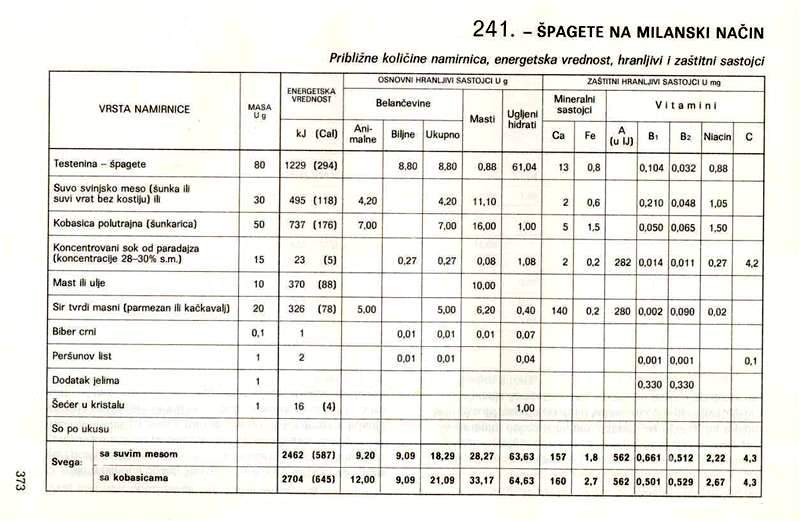 241. – ŠPAGETE NA MILANSKI NAČIN
Približne količine namirnica, energetska vrednost, hranljivi i zaštitni sastojci
VRSTA NAMIRNICE MASA U g ENERGETSKA VREDNOST OSNOVNI HRANLJIVI SASTOJCI U g ZAŠTITNI HRANLJIVI SASTOJCI U mg
Belančevine Masti Ugljeni hidrati Mineralni sastojci Vitamini
kJ (Cal) Ani-malne Biljne Ukupno Ca Fe A (u IJ) B1 B2 Niacin C
Testenina – špagete 80 1229 (294) 8,80 8,80 0,88 61,04 13 0,8 0,104 0,032 0,88
Suvo svinjsko meso (šunka ili
suvi vrat bez kostiju) ili 30 495 (118) 4,20 4,20 11,10 2 0,6 0,210 0,048 1,05
Kobasica polutrajna (šunkarica) 50 737 (176) 7,00 7,00 16,00 1,00 5 1,5 0,050 0,065 1,50
Koncentrovani sok od paradajza
(koncentracije 28–30% s.m.) 15 23 (5) 0,27 0,27 0,08 1,08 2 0,2 282 0,014 0,011 0,27 4,2
Mast ili ulje 10 370 (88) 10,00
Sir tvrdi masni (parmezan ili kačkavalj) 20 326 (78) 5,00 5,00 6,20 0,40 140 0,2 280 0,002 0,090 0,02
Biber crni 0,1 1 0,01 0,01 0,01 0,07
Peršunov list 1 2 0,01 0,01 0,04 0,001 0,001 0,1
Dodatak jelima 1 0,330 0,330
Šećer u kristalu 1 16 (4) 1,00
So po ukusu
Svega: sa suvim mesom 2462 (587) 9,20 9,09 18,29 28,27 63,63 157 1,8 562 0,661 0,512 2,22 4,3
sa kobasicama 2704 (645) 12,00 9,09 21,09 33,17 64,63 160 2,7 562 0,501 0,529 2,67 4,3
373